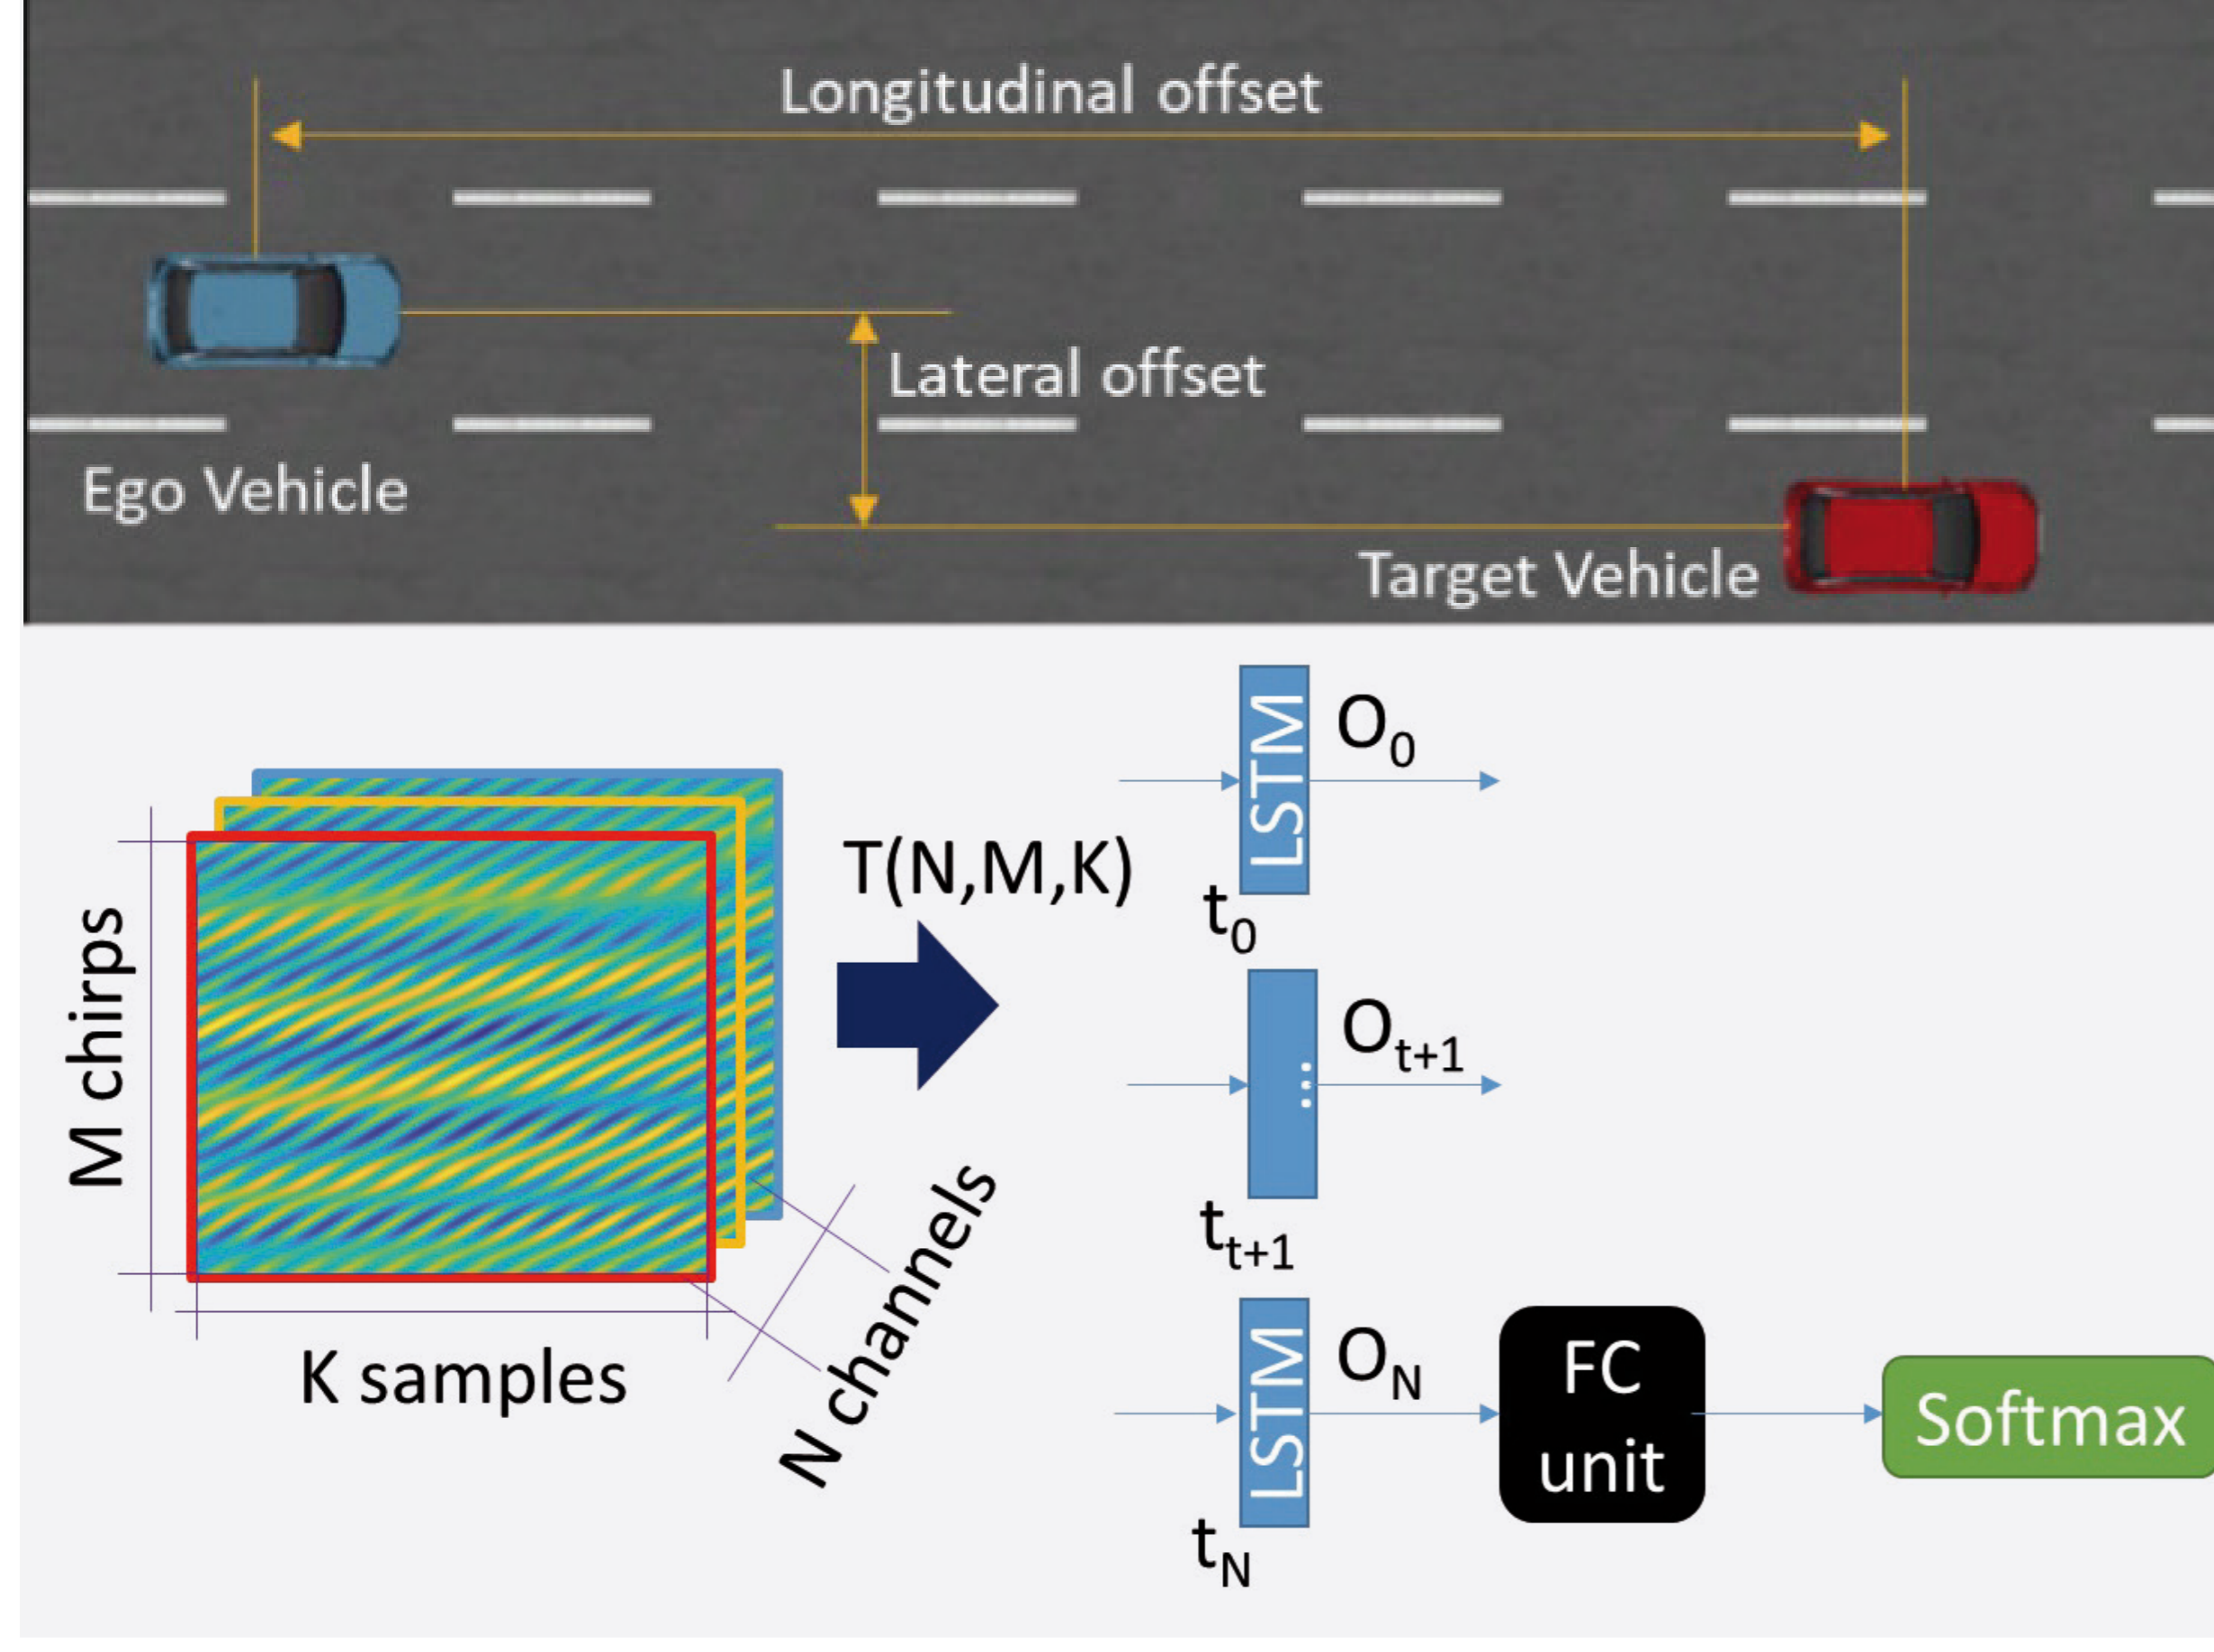 Longitudinal offset
Lateral offset
Ego Vehicle
Target Vehicle
M chirps
K samples
N channels
T(N,M,K)
LSTM
O0
t0
...
Ot+1
tt+1
LSTM
ON
tN
FC
unit
Softmax